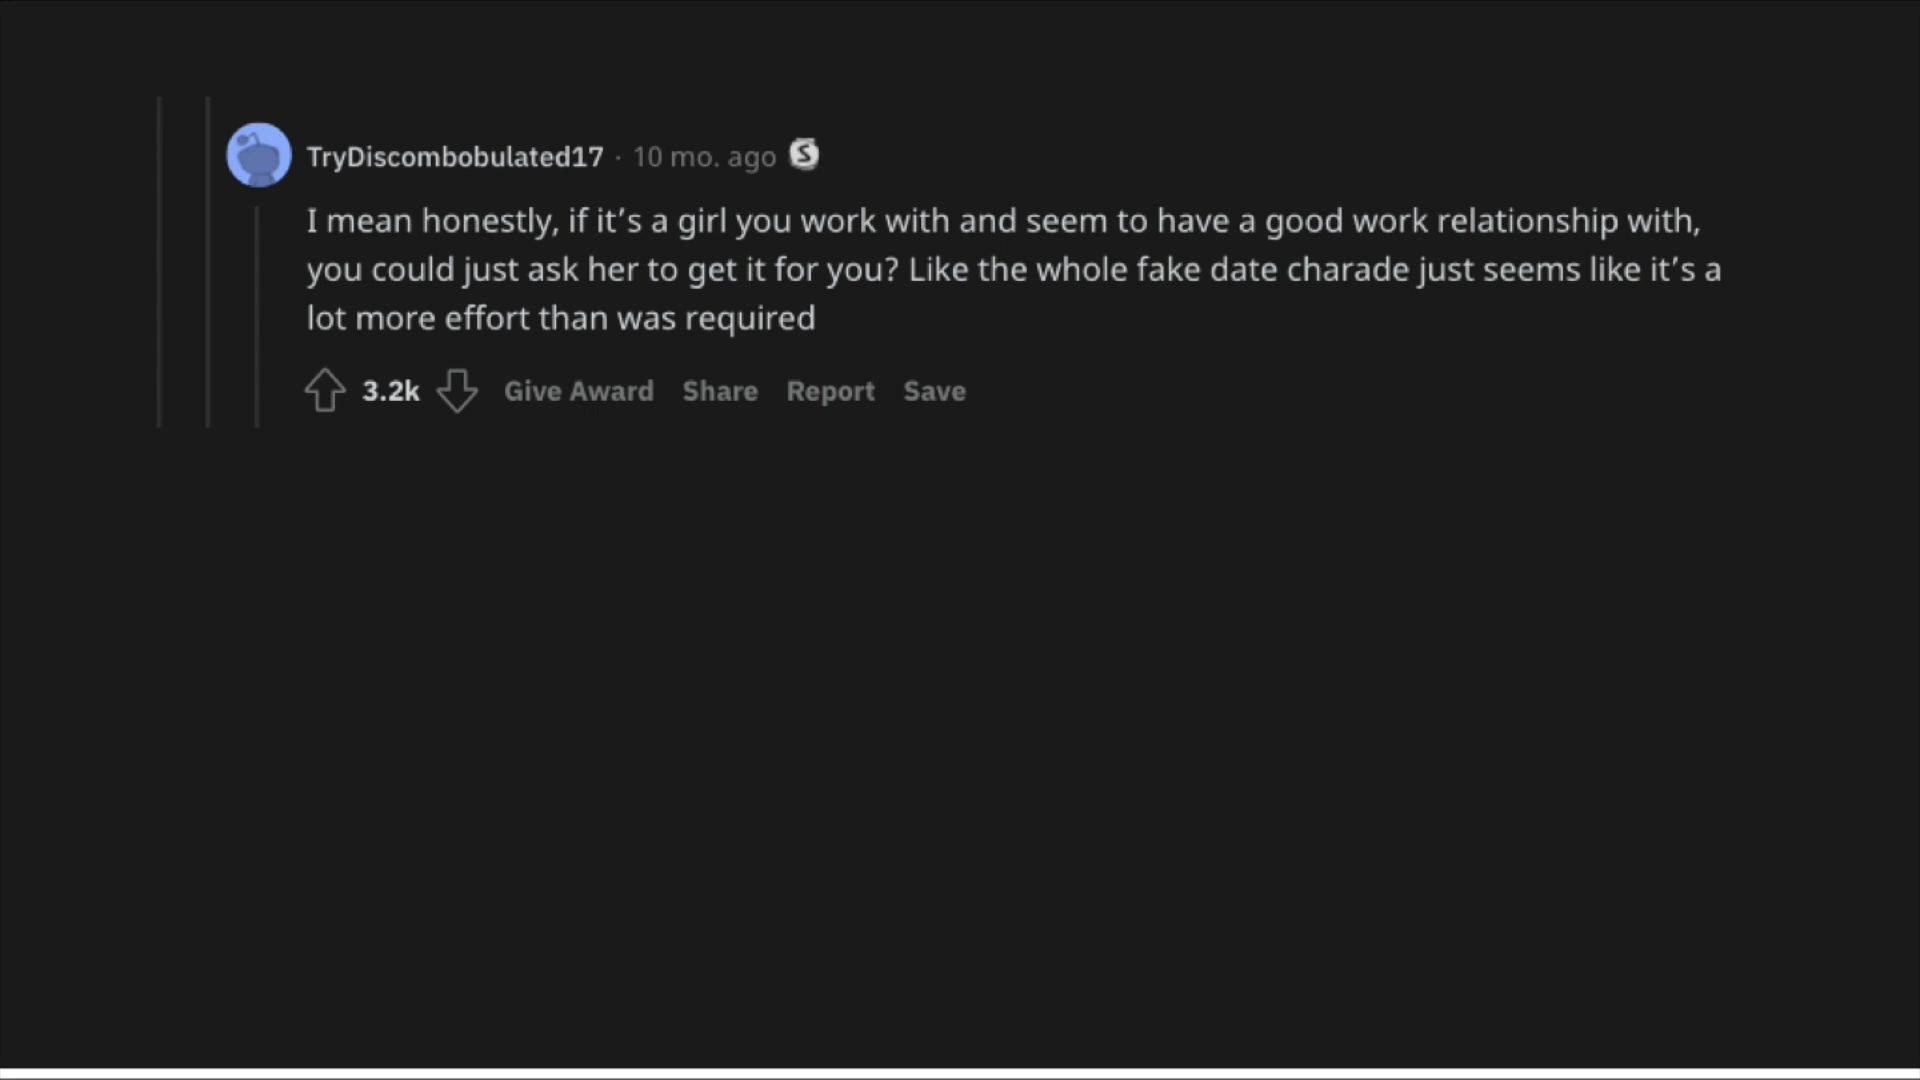 TryDiscombobulated17 · 10 mo. ago S
I mean honestly, if it’s a girl you work with and seem to have a good work relationship with,
you could just ask her to get it for you? Like the whole fake date charade just seems like it’s a
lot more effort than was required
3.2k Give Award Share Report Save